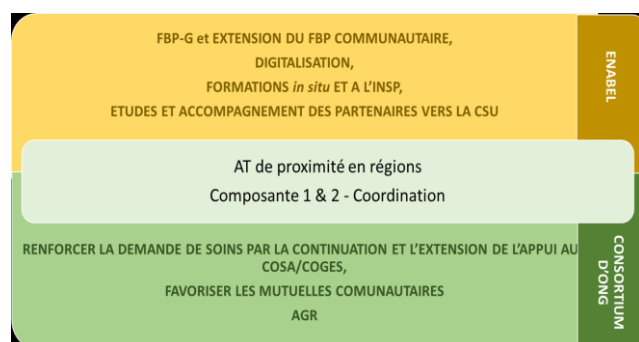 FBP-G et EXTENSION DU FBP COMMUNAUTAIRE,
DIGITALISATION,
FORMATIONS in situ ET A L'INSP,
ETUDES ET ACCOMPAGNEMENT DES PARTENAIRES VERS LA CSU
ENABEL
AT de proximité en régions
Composante 1 & 2 - Coordination
RENFORCER LA DEMANDE DE SOINS PAR LA CONTINUATION ET L'EXTENSION DE L'APPUI AU
COSA/COGES,
FAVORISER LES MUTUELLES COMUNAUTAIRES
AGR
CONSORTIUM
D'ONG